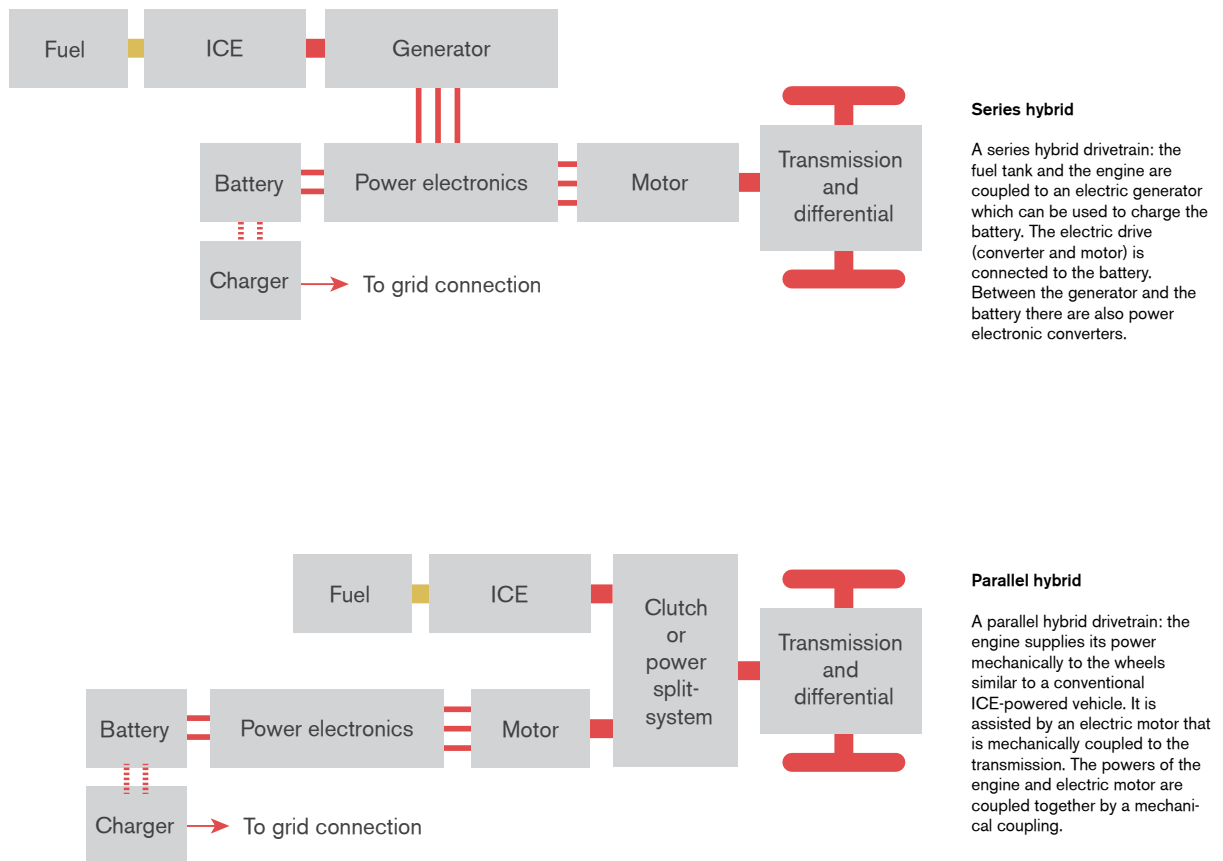 Fuel
ICE
Generator
Battery
Power electronics
Motor
Transmission
and
differential
Charger
To grid connection
Series hybrid
A series hybrid drivetrain: the
fuel tank and the engine are
coupled to an electric generator
which can be used to charge the
battery. The electric drive
(converter and motor) is
connected to the battery.
Between the generator and the
battery there are also power
electronic converters.
Fuel
ICE
Clutch
or
power
split-
system
Transmission
and
differential
Battery
Power electronics
Motor
Charger
To grid connection
Parallel hybrid
A parallel hybrid drivetrain: the
engine supplies its power
mechanically to the wheels
similar to a conventional
ICE-powered vehicle. It is
assisted by an electric motor that
is mechanically coupled to the
transmission. The powers of the
engine and electric motor are
coupled together by a mechani-
cal coupling.